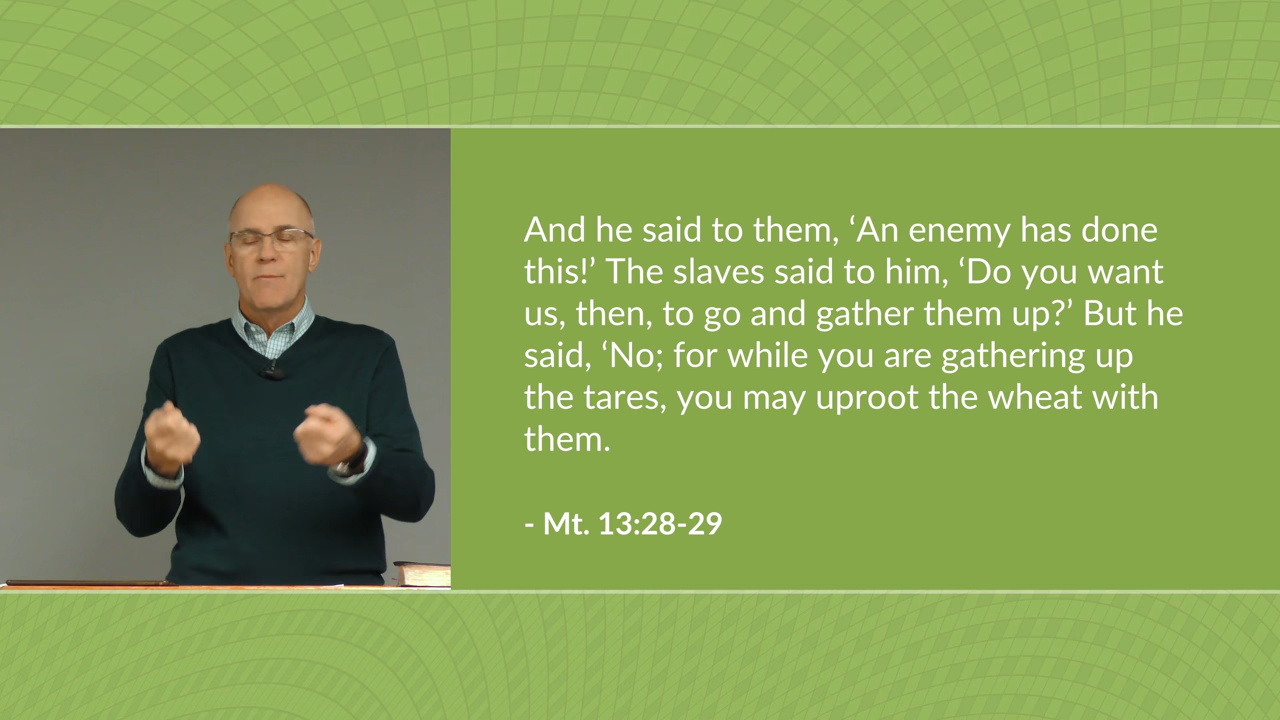 And he said to them, ‘An enemy has done
this!’ The slaves said to him, ‘Do you want
us, then, to go and gather them up?’ But he
said, ‘No; for while you are gathering up
the tares, you may uproot the wheat with
them.
- Mt. 13:28-29